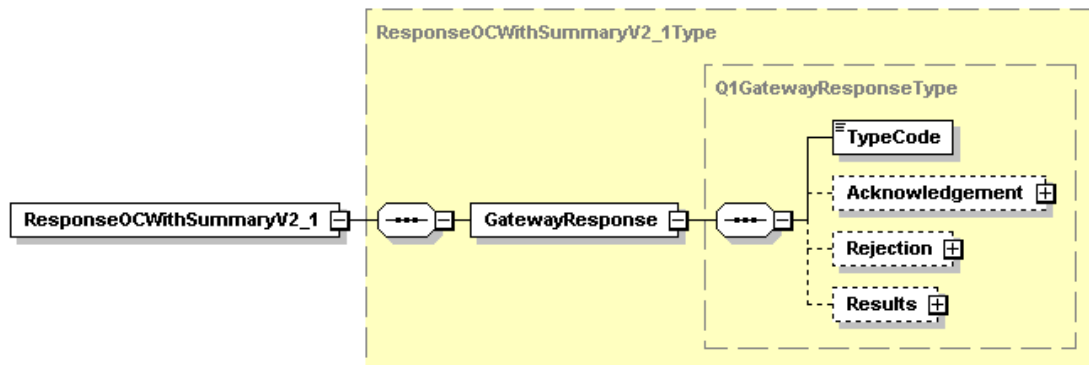 ResponseOCWithSummaryV2_1Type
Q1GatewayResponseType
TypeCode
Acknowledgement
ResponseOCWithSummaryV2_1
GatewayResponse
Rejection
Results